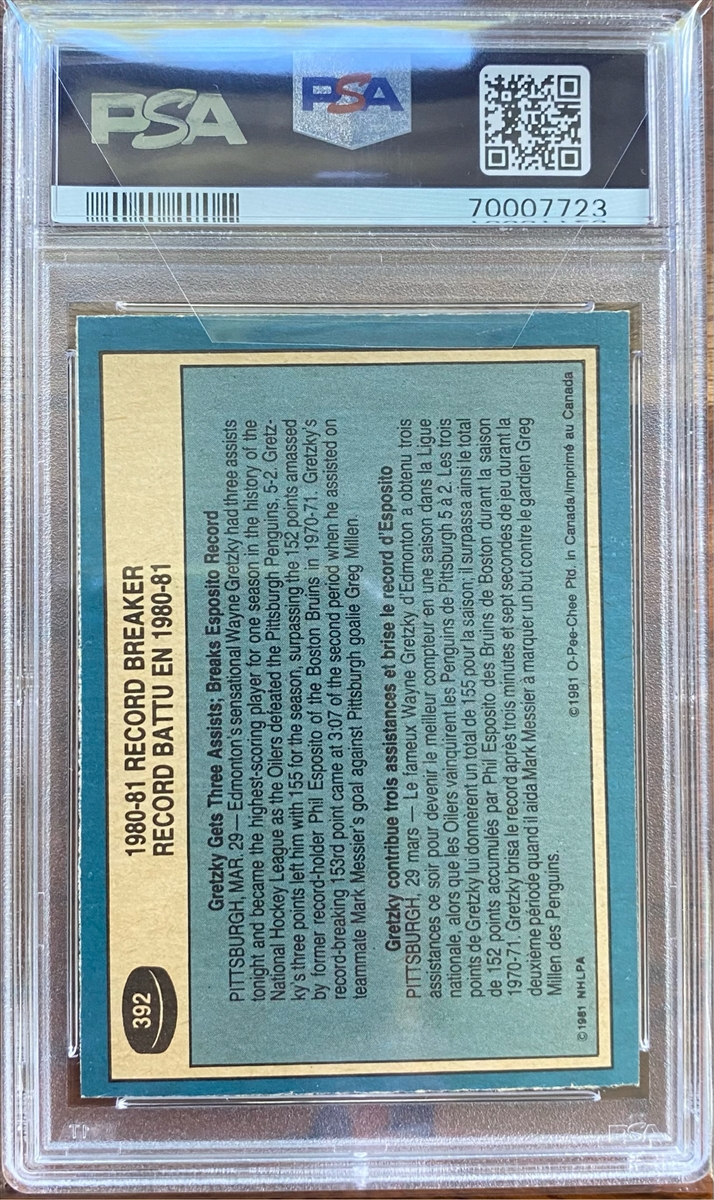 PSA
PSA
70007723
392
1980-81 RECORD BREAKER
RECORD BATTU EN 1980-81
Gretzky Gets Three Assists; Breaks Esposito Record
PITTSBURGH, MAR. 29 — Edmonton's sensational Wayne Gretzky had three assists
tonight and became the highest-scoring player for one season in the history of the
National Hockey League as the Oilers defeated the Pittsburgh Penguins, 5-2. Gretz-
ky's three points left him with 155 for the season, surpassing the 152 points amassed
by former record-holder Phil Esposito of the Boston Bruins in 1970-71. Gretzky's
record-breaking 153rd point came at 3:07 of the second period when he assisted on
teammate Mark Messier's goal against Pittsburgh goalie Greg Millen.
Gretzky contribue trois assistances et brise le record d'Esposito
PITTSBURGH, 29 mars — Le fameux Wayne Gretzky d'Edmonton a obtenu trois
assistances ce soir pour devenir le meilleur compteur en une saison dans la Ligue
nationale, alors que les Oilers vainquirent les Penguins de Pittsburgh 5 à 2. Les trois
points de Gretzky lui donnèrent un total de 155 pour la saison; il surpassa ainsi le total
de 152 points accumulés par Phil Esposito des Bruins de Boston durant la saison
1970-71. Gretzky brisa le record après trois minutes et sept secondes de jeu durant la
deuxième période quand il aida Mark Messier à marquer un but contre le gardien Greg
Millen des Penguins.
©1981 NHLPA
©1981 O-Pee-Chee Ptd. in Canada/Imprimé au Canada
PSA